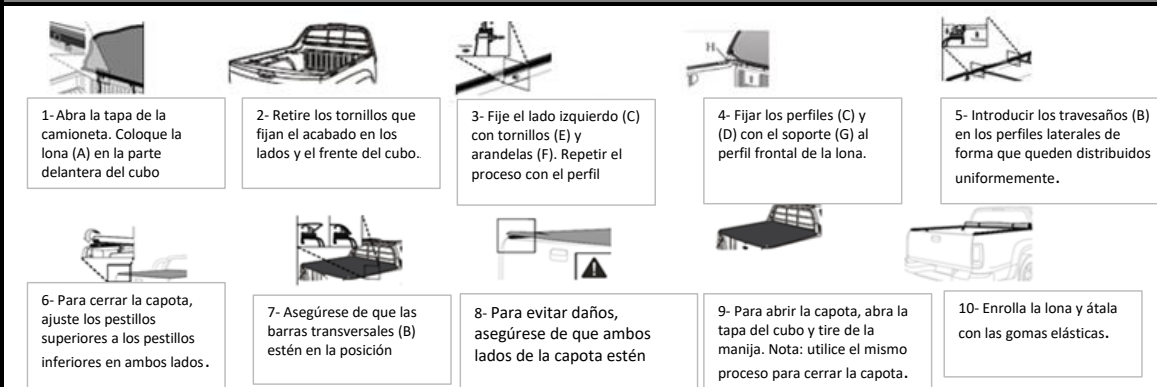 1- Abra la tapa de la
camioneta. Coloque la
lona (A) en la parte
delantera del cubo
2- Retire los tornillos que
fijan el acabado en los
lados y el frente del cubo.
3- Fije el lado izquierdo (C)
con tornillos (E) y
arandelas (F). Repetir el
proceso con el perfil
H
4- Fijar los perfiles (C) y
(D) con el soporte (G) al
perfil frontal de la lona.
5- Introducir los travesaños (B)
en los perfiles laterales de
forma que queden distribuidos
uniformemente.
6- Para cerrar la capota,
ajuste los pestillos
superiores a los pestillos
inferiores en ambos lados.
7- Asegúrese de que las
barras transversales (B)
estén en la posición
8- Para evitar daños,
asegúrese de que ambos
lados de la capota estén
9- Para abrir la capota, abra la
tapa del cubo y tire de la
manija. Nota: utilice el mismo
proceso para cerrar la capota.
10- Enrolla la lona y átala
con las gomas elásticas.